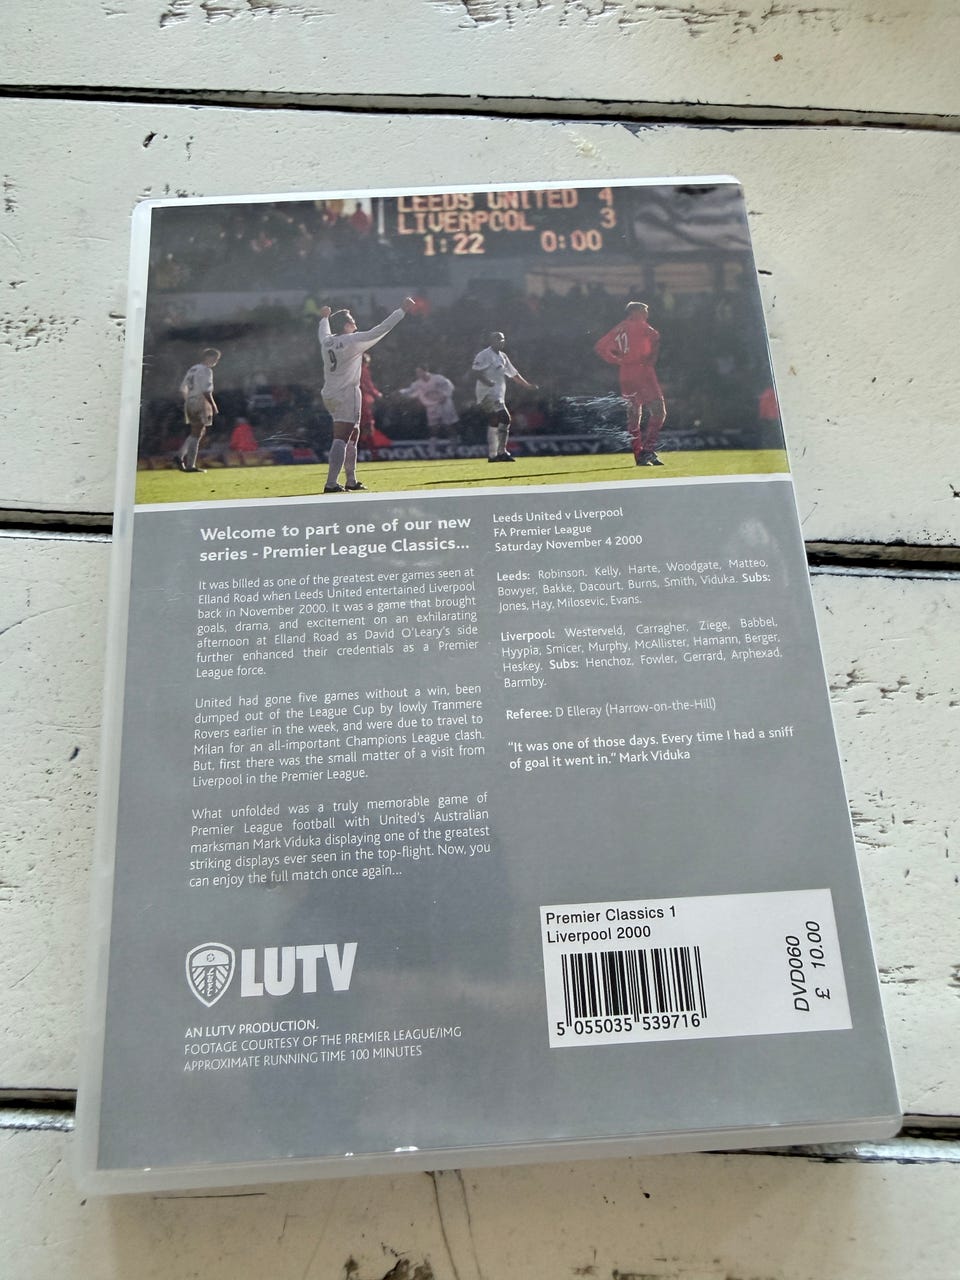 LEEDS UNITED 4
LIVERPOOL 3
1:22 0:00
9
12
Welcome to part one of our new
series - Premier League Classics...
It was billed as one of the greatest ever games seen at
Elland Road when Leeds United entertained Liverpool
back in November 2000. It was a game that brought
goals, drama, and excitement on an exhilarating
afternoon at Elland Road as David O'Leary's side
further enhanced their credentials as a Premier
League force.
United had gone five games without a win, been
dumped out of the League Cup by lowly Tranmere
Rovers earlier in the week, and were due to travel to
Milan for an all-important Champions League clash.
But, first there was the small matter of a visit from
Liverpool in the Premier League.
What unfolded was a truly memorable game of
Premier League football with United's Australian
marksman Mark Viduka displaying one of the greatest
striking displays ever seen in the top-flight. Now, you
can enjoy the full match once again...
Leeds United v Liverpool
FA Premier League
Saturday November 4 2000
Leeds: Robinson, Kelly, Harte, Woodgate, Matteo,
Bowyer, Bakke, Dacourt, Burns, Smith, Viduka. Subs:
Jones, Hay, Milosevic, Evans.
Liverpool: Westerveld, Carragher, Ziege, Babbel,
Hyypia, Smicer, Murphy, McAllister, Hamann, Berger,
Heskey. Subs: Henchoz, Fowler, Gerrard, Arphexad,
Barmby.
Referee: D Elleray (Harrow-on-the-Hill)
"It was one of those days. Every time I had a sniff
of goal it went in." Mark Viduka
LUTV
AN LUTV PRODUCTION.
FOOTAGE COURTESY OF THE PREMIER LEAGUE/IMG
APPROXIMATE RUNNING TIME 100 MINUTES
Premier Classics 1
Liverpool 2000
5 055035 539716
DVD060
£ 10.00